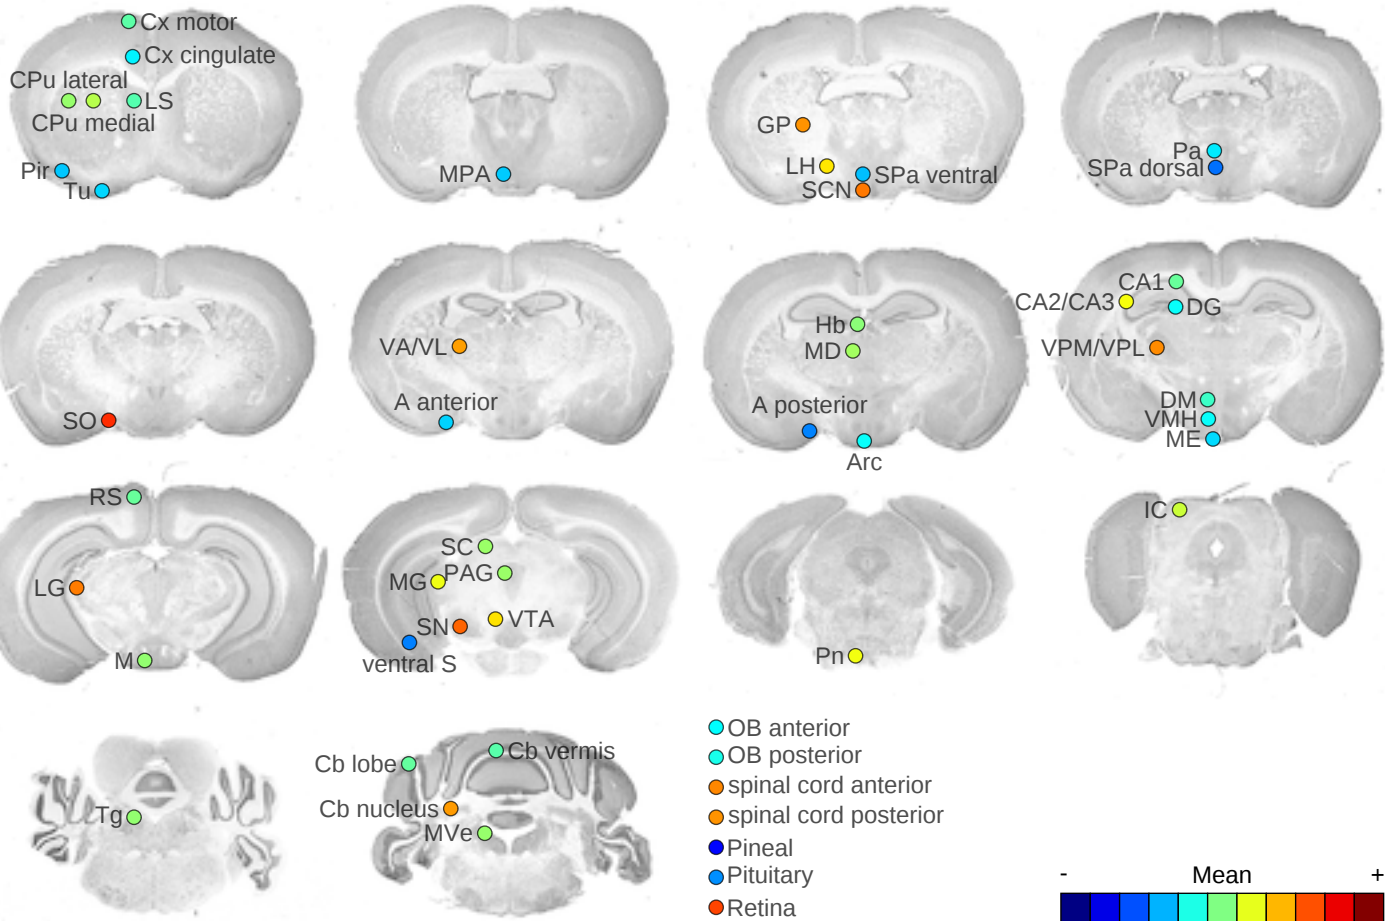 Cx motor
Cx cingulate
CPu lateral
LS
CPu medial
Pir
Tu
MPA
GP
LH
SPa ventral
SCN
Pa
SPa dorsal
SO
VA/VL
A anterior
Hb
MD
A posterior
Arc
CA1
CA2/CA3
DG
VPM/VPL
DM
VMH
ME
RS
LG
M
SC
PAG
MG
VTA
SN
ventral S
Pn
IC
Tg
Cb lobe
Cb vermis
Cb nucleus
MVe
OB anterior
OB posterior
spinal cord anterior
spinal cord posterior
Pineal
Pituitary
Retina
- Mean +